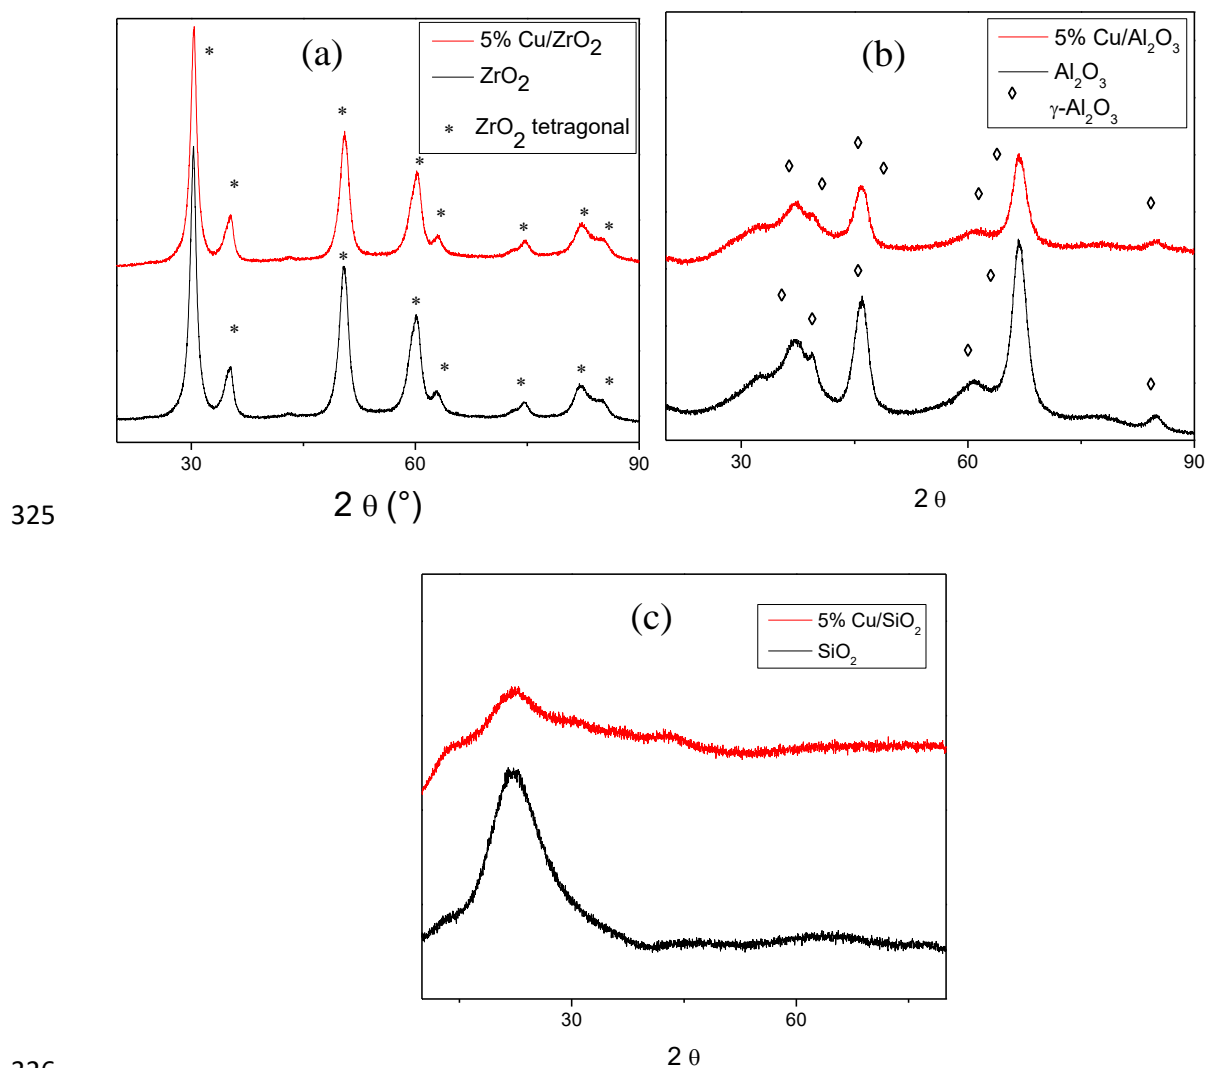 (a)
5% Cu/ZrO2
ZrO2
* ZrO2 tetragonal
30 60 90
2 θ (°)
(b)
5% Cu/Al2O3
Al2O3
◊ γ-Al2O3
30 60 90
2 θ
325
(c)
5% Cu/SiO2
SiO2
30 60
2 θ